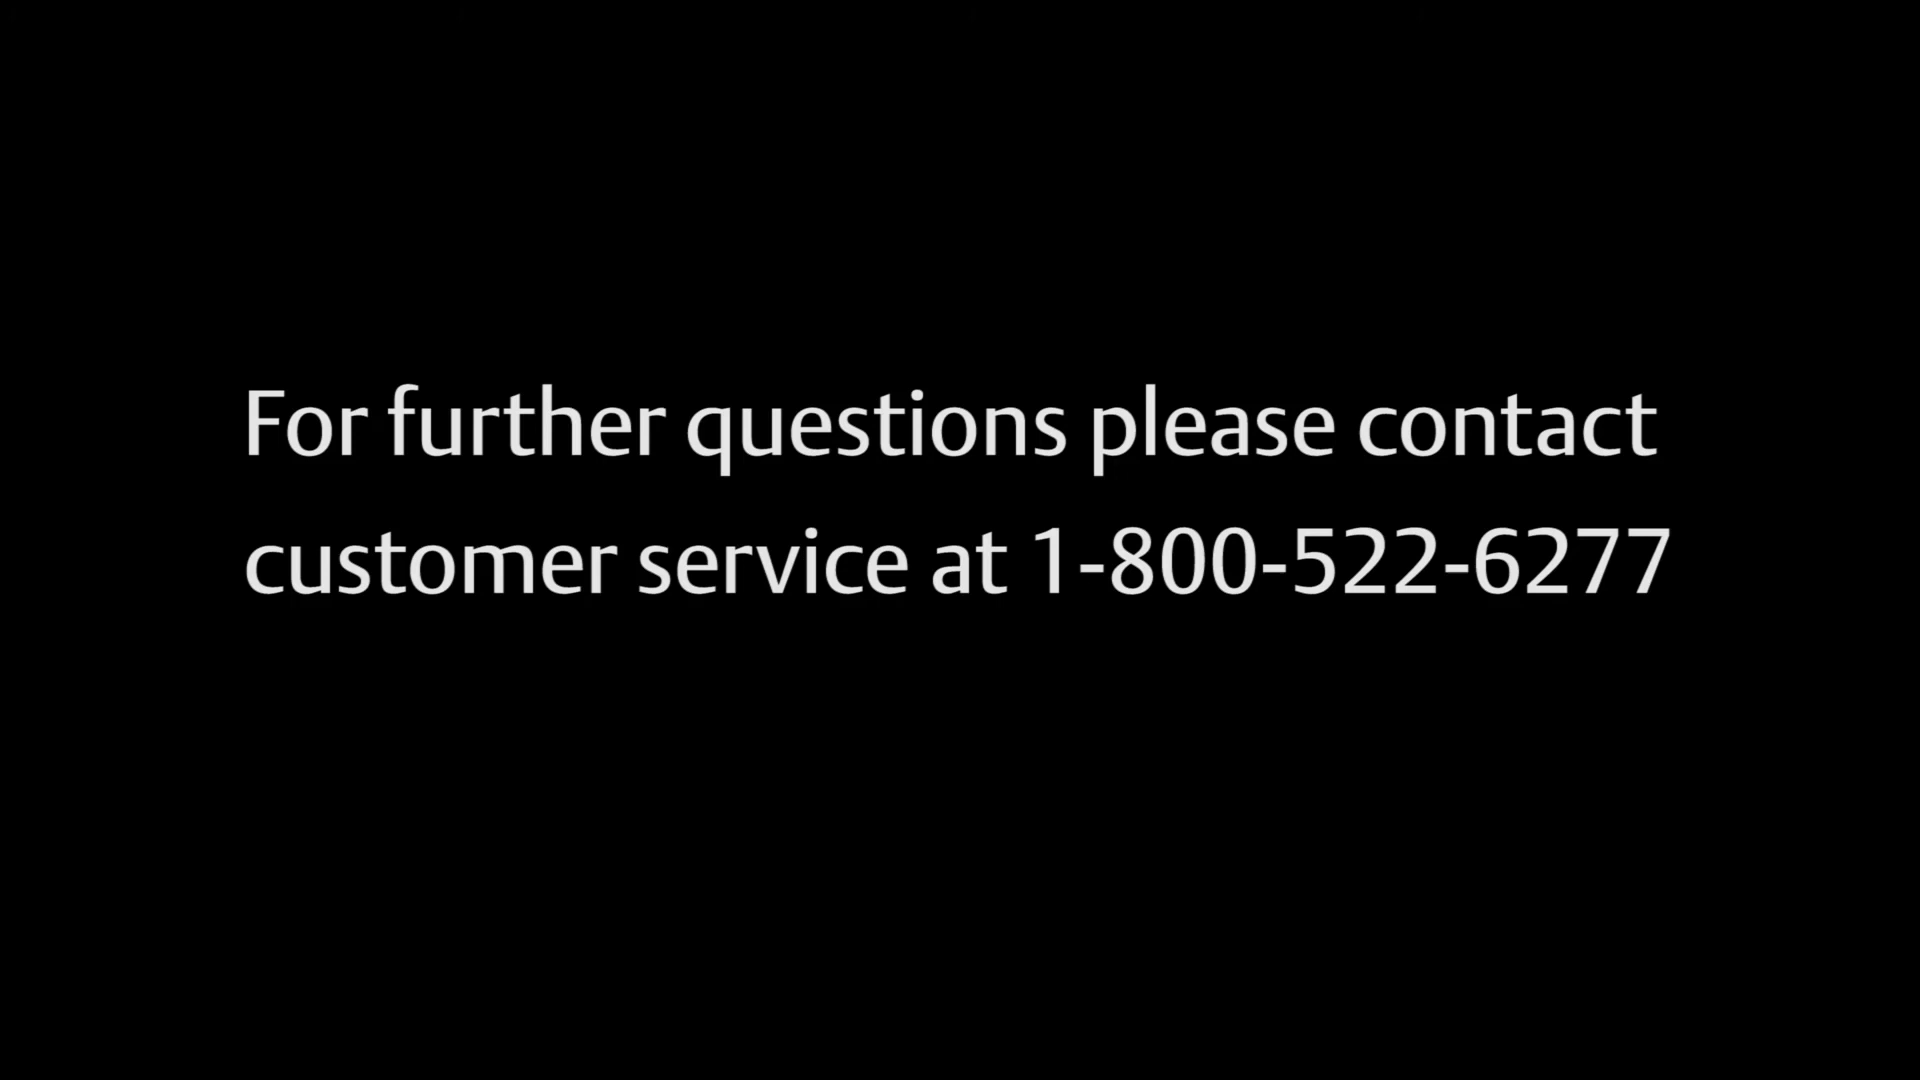 For further questions please contact
customer service at 1-800-522-6277